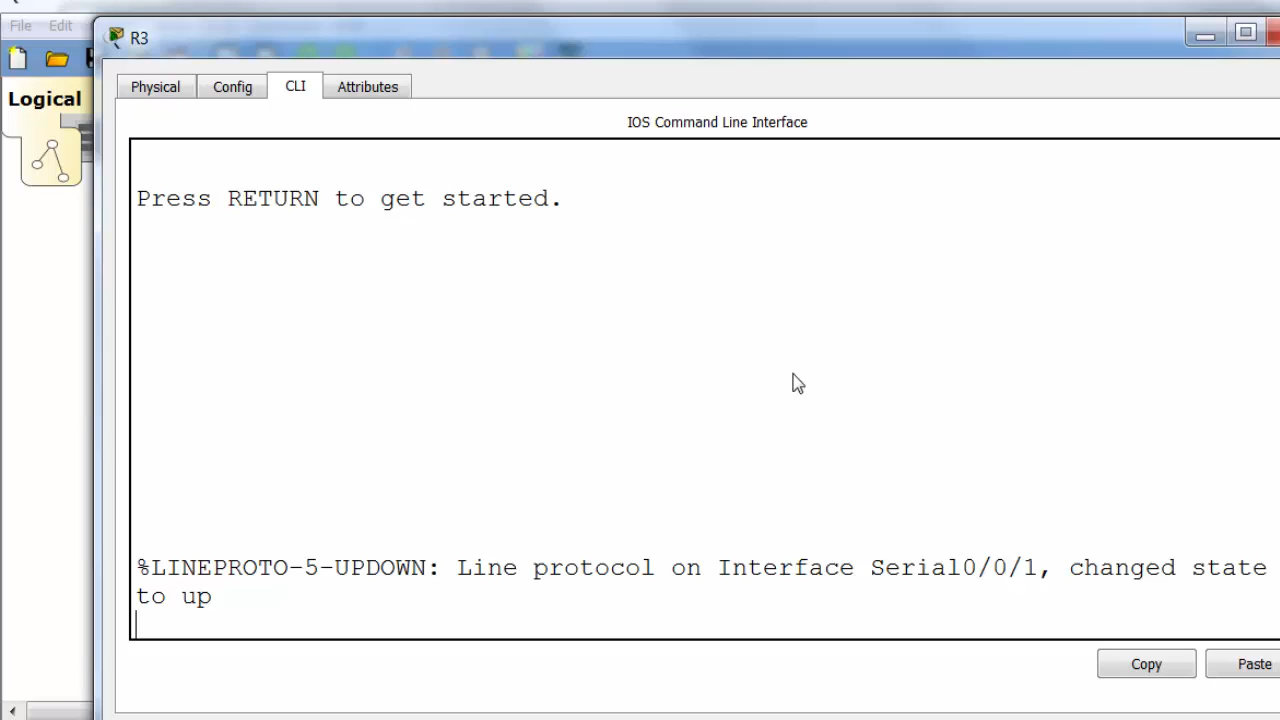 File Edit
R3
Logical
Physical Config CLI Attributes
IOS Command Line Interface
Press RETURN to get started.
%LINEPROTO-5-UPDOWN: Line protocol on Interface Serial0/0/1, changed state
to up
Copy Paste